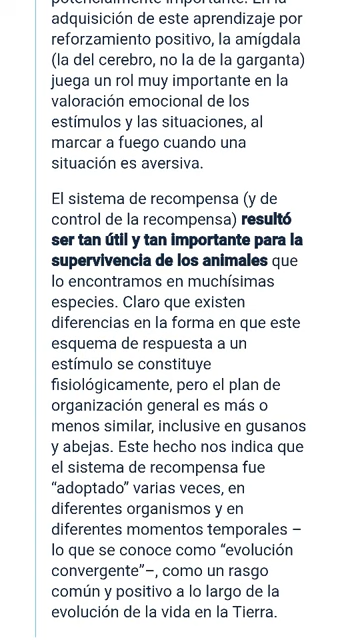 potencialmente importante. En la
adquisición de este aprendizaje por
reforzamiento positivo, la amígdala
(la del cerebro, no la de la garganta)
juega un rol muy importante en la
valoración emocional de los
estímulos y las situaciones, al
marcar a fuego cuando una
situación es aversiva.
El sistema de recompensa (y de
control de la recompensa) resultó
ser tan útil y tan importante para la
supervivencia de los animales que
lo encontramos en muchísimas
especies. Claro que existen
diferencias en la forma en que este
esquema de respuesta a un
estímulo se constituye
fisiológicamente, pero el plan de
organización general es más o
menos similar, inclusive en gusanos
y abejas. Este hecho nos indica que
el sistema de recompensa fue
“adoptado” varias veces, en
diferentes organismos y en
diferentes momentos temporales –
lo que se conoce como “evolución
convergente”–, como un rasgo
común y positivo a lo largo de la
evolución de la vida en la Tierra.